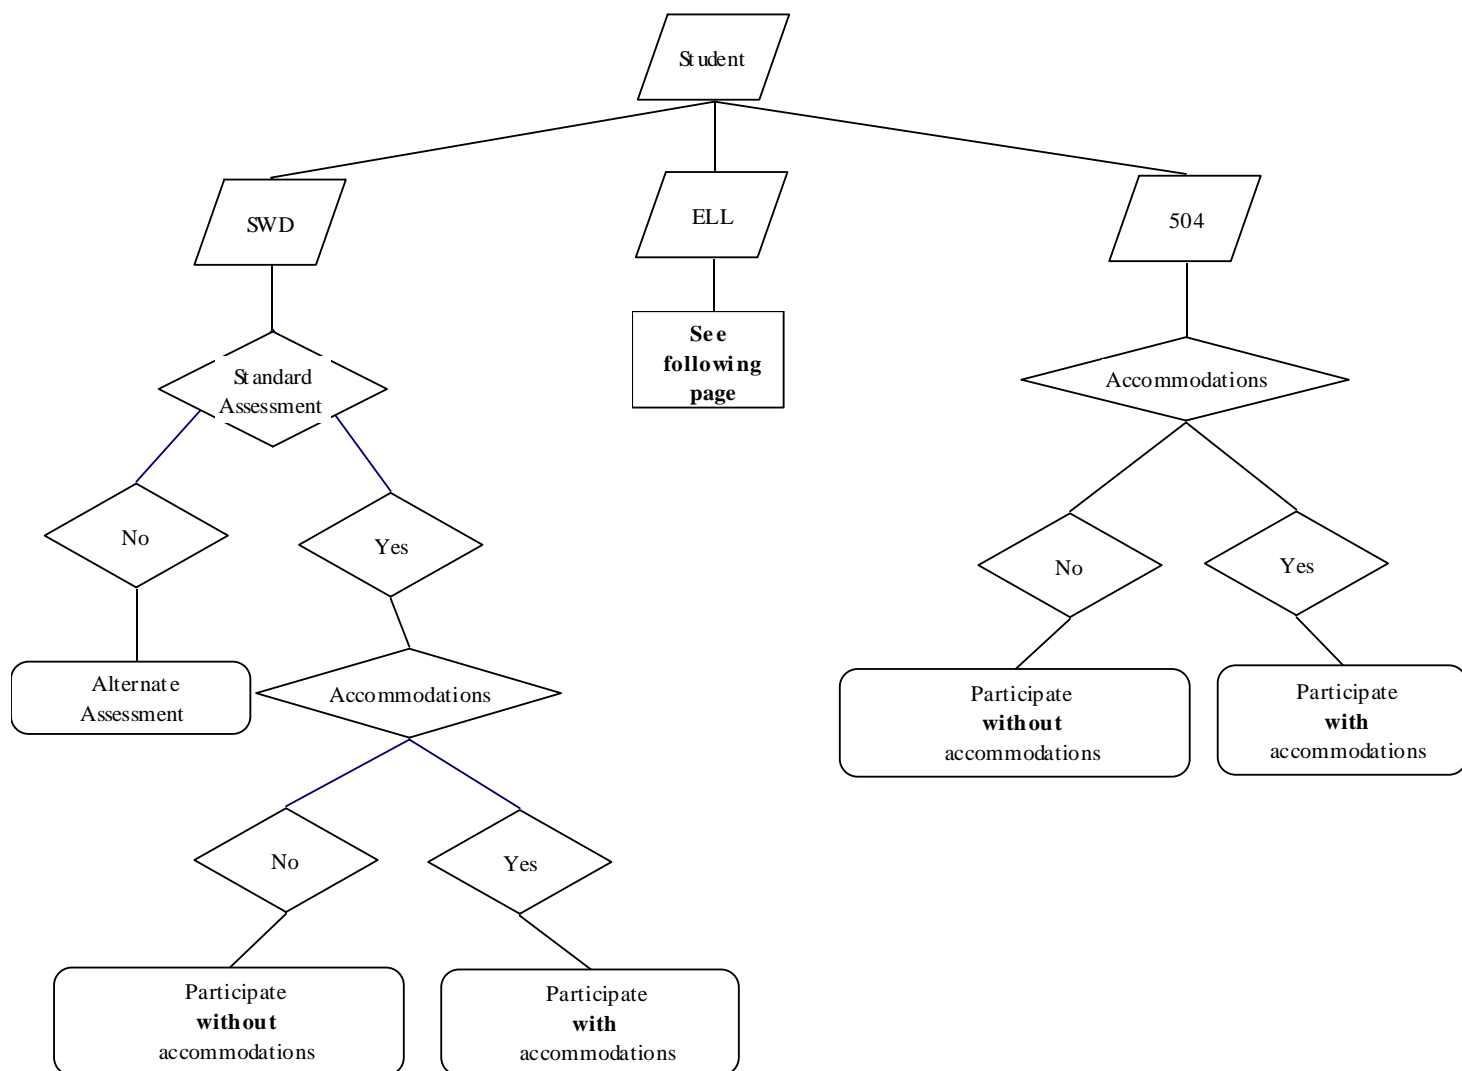 Student
SWD
ELL
504
See
following
page
Standard
Assessment
Accommodations
No
Yes
No
Yes
Alternate
Assessment
Accommodations
Participate
without
accommodations
Participate
with
accommodations
No
Yes
Participate
without
accommodations
Participate
with
accommodations